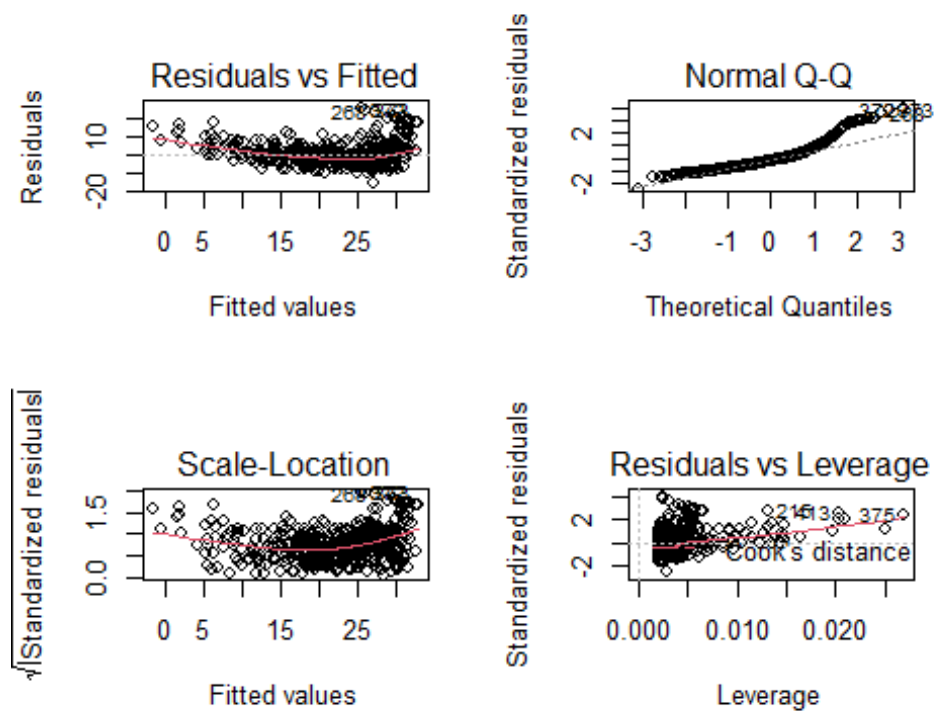 Residuals vs Fitted
Residuals
10
-20
0 5 15 25
Fitted values
Normal Q-Q
Standardized residuals
2
-2
-3 -1 0 1 2 3
Theoretical Quantiles
Scale-Location
√|Standardized residuals|
1.5
0.0
0 5 15 25
Fitted values
Residuals vs Leverage
Standardized residuals
2
-2
215
413
375
Cook's distance
0.000 0.010 0.020
Leverage